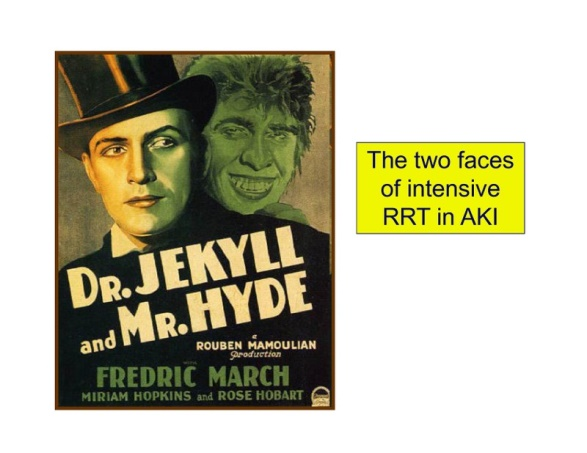 DR. JEKYLL
and MR. HYDE
a
ROUBEN MAMOULIAN
Production
with
FREDRIC MARCH
MIRIAM HOPKINS and ROSE HOBART
The two faces
of intensive
RRT in AKI